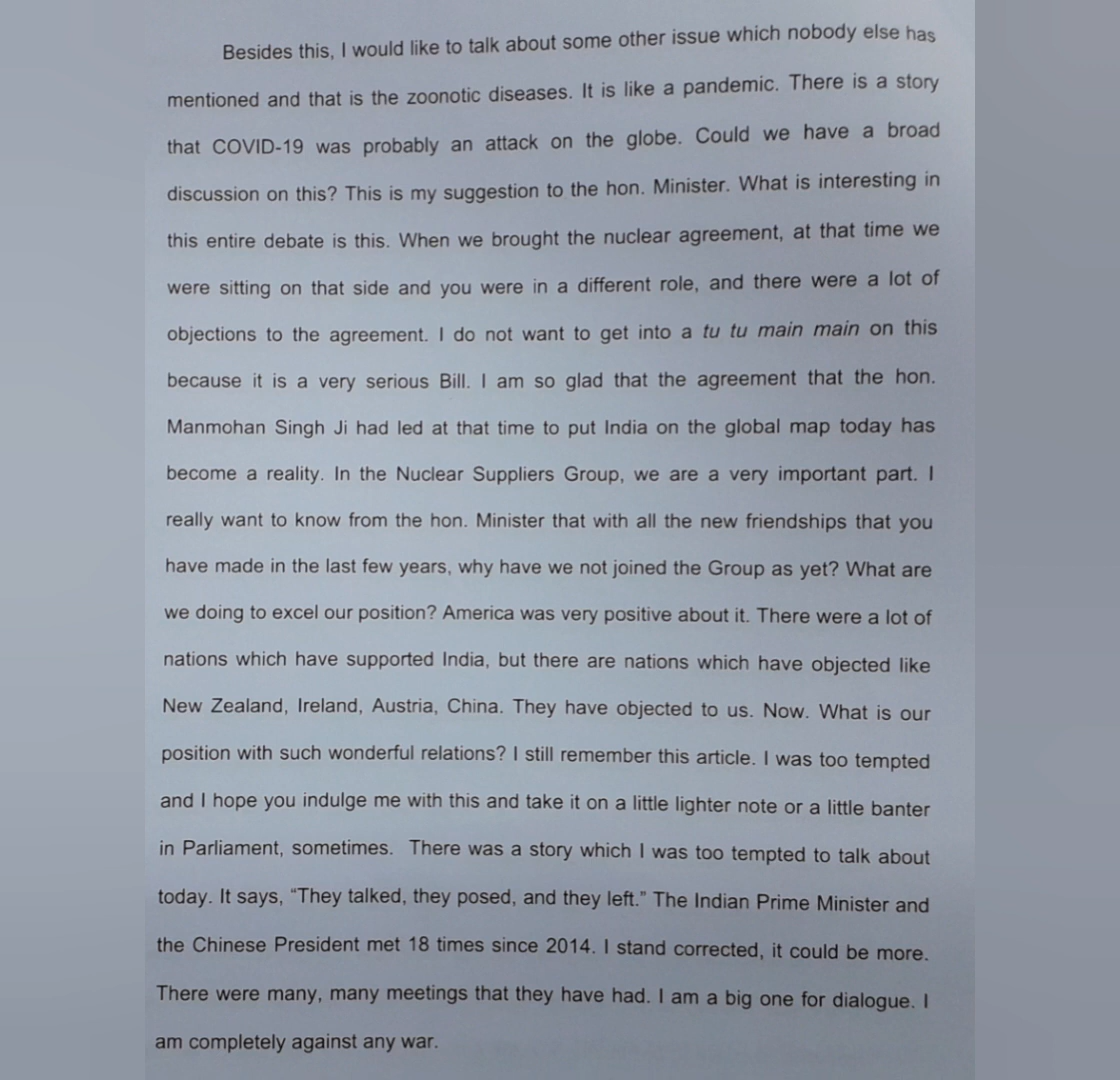 Besides this, I would like to talk about some other issue which nobody else has
mentioned and that is the zoonotic diseases. It is like a pandemic. There is a story
that COVID-19 was probably an attack on the globe. Could we have a broad
discussion on this? This is my suggestion to the hon. Minister. What is interesting in
this entire debate is this. When we brought the nuclear agreement, at that time we
were sitting on that side and you were in a different role, and there were a lot of
objections to the agreement. I do not want to get into a tu tu main main on this
because it is a very serious Bill. I am so glad that the agreement that the hon.
Manmohan Singh Ji had led at that time to put India on the global map today has
become a reality. In the Nuclear Suppliers Group, we are a very important part. I
really want to know from the hon. Minister that with all the new friendships that you
have made in the last few years, why have we not joined the Group as yet? What are
we doing to excel our position? America was very positive about it. There were a lot of
nations which have supported India, but there are nations which have objected like
New Zealand, Ireland, Austria, China. They have objected to us. Now. What is our
position with such wonderful relations? I still remember this article. I was too tempted
and I hope you indulge me with this and take it on a little lighter note or a little banter
in Parliament, sometimes. There was a story which I was too tempted to talk about
today. It says, “They talked, they posed, and they left.” The Indian Prime Minister and
the Chinese President met 18 times since 2014. I stand corrected, it could be more.
There were many, many meetings that they have had. I am a big one for dialogue. I
am completely against any war.